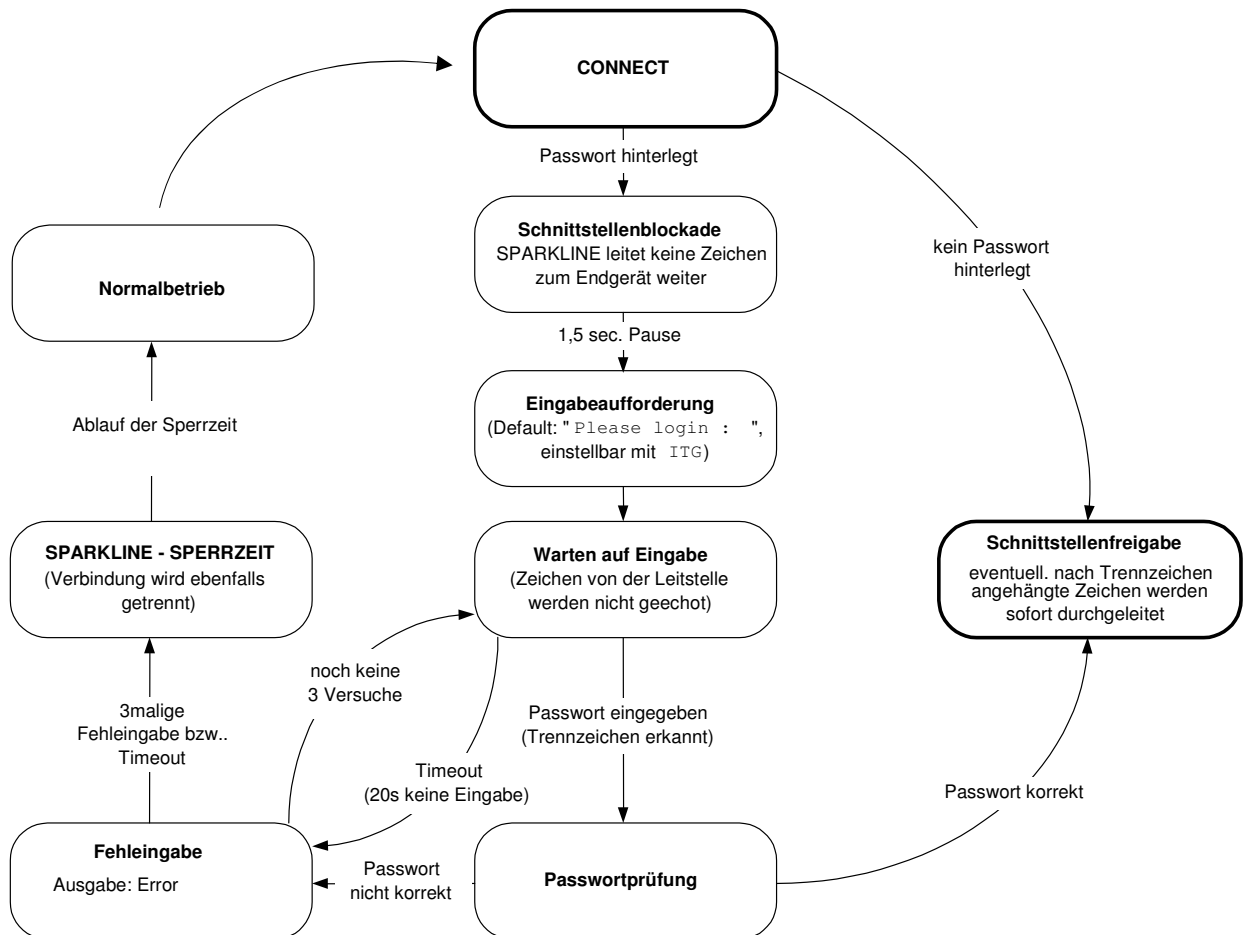 CONNECT
Passwort hinterlegt
Schnittstellenblockade
SPARKLINE leitet keine Zeichen
zum Endgerät weiter
kein Passwort
hinterlegt
Normalbetrieb
1,5 sec. Pause
Eingabeaufforderung
(Default: " Please login : ",
einstellbar mit ITG)
Ablauf der Sperrzeit
SPARKLINE - SPERRZEIT
(Verbindung wird ebenfalls
getrennt)
Warten auf Eingabe
(Zeichen von der Leitstelle
werden nicht geechot)
Schnittstellenfreigabe
eventuell. nach Trennzeichen
angehängte Zeichen werden
sofort durchgeleitet
noch keine
3 Versuche
3malige
Fehleingabe bzw..
Timeout
Passwort eingegeben
(Trennzeichen erkannt)
Timeout
(20s keine Eingabe)
Passwort korrekt
Fehleingabe
Ausgabe: Error
Passwort
nicht korrekt
Passwortprüfung